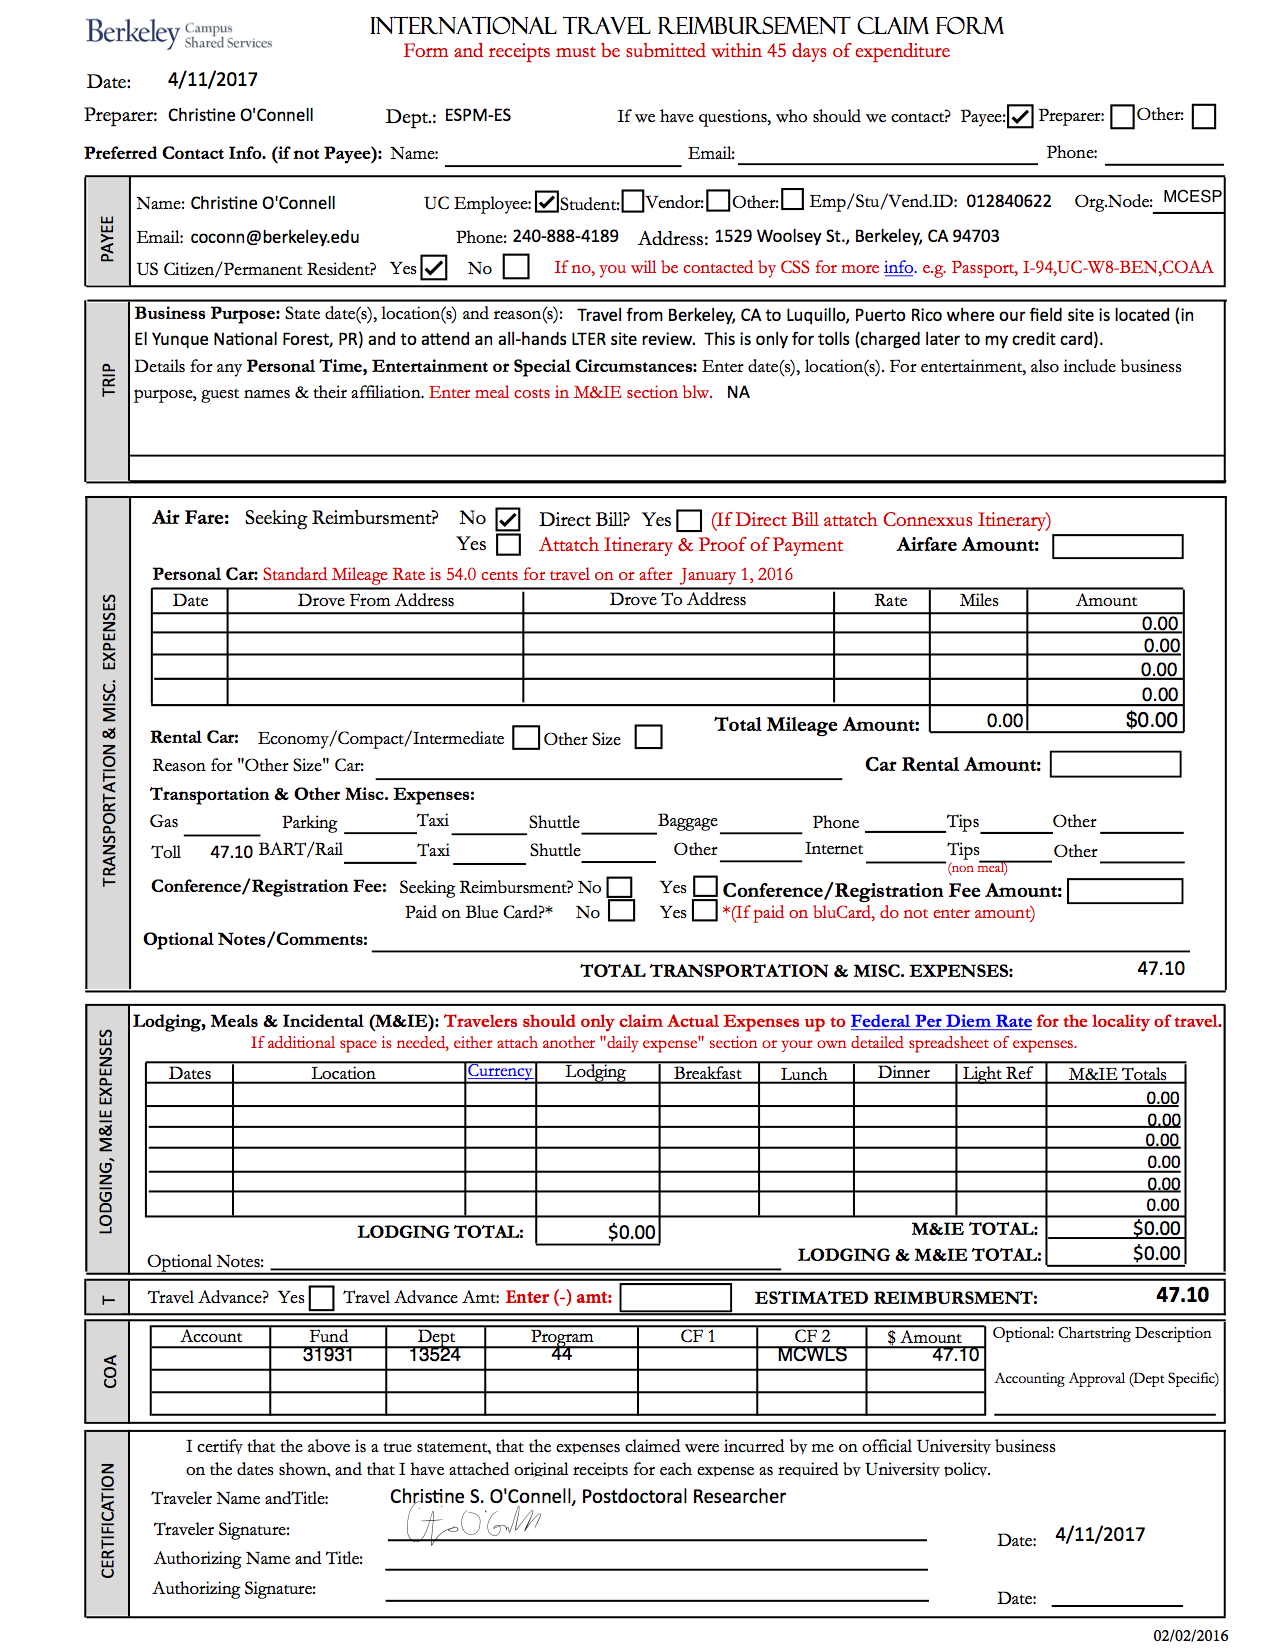 Berkeley Campus Shared Services
INTERNATIONAL TRAVEL REIMBURSEMENT CLAIM FORM
Form and receipts must be submitted within 45 days of expenditure
Date: 4/11/2017
Preparer: Christine O'Connell Dept.: ESPM-ES If we have questions, who should we contact? Payee: ✓ Preparer: Other:
Preferred Contact Info. (if not Payee): Name: Email: Phone:
PAYEE
Name: Christine O'Connell UC Employee: ✓ Student: Vendor: Other: Emp/Stu/Vend.ID: 012840622 Org.Node: MCESP
Email: coconn@berkeley.edu Phone: 240-888-4189 Address: 1529 Woolsey St., Berkeley, CA 94703
US Citizen/Permanent Resident? Yes ✓ No If no, you will be contacted by CSS for more info. e.g. Passport, I-94,UC-W8-BEN,COAA
TRIP
Business Purpose: State date(s), location(s) and reason(s): Travel from Berkeley, CA to Luquillo, Puerto Rico where our field site is located (in
El Yunque National Forest, PR) and to attend an all-hands LTER site review. This is only for tolls (charged later to my credit card).
Details for any Personal Time, Entertainment or Special Circumstances: Enter date(s), location(s). For entertainment, also include business
purpose, guest names & their affiliation. Enter meal costs in M&IE section blw. NA
TRANSPORTATION & MISC. EXPENSES
Air Fare: Seeking Reimbursment? No ✓ Direct Bill? Yes (If Direct Bill attatch Connexxus Itinerary)
Yes Attatch Itinerary & Proof of Payment Airfare Amount:
Personal Car: Standard Mileage Rate is 54.0 cents for travel on or after January 1, 2016
Date Drove From Address Drove To Address Rate Miles Amount
0.00
0.00
0.00
0.00
Total Mileage Amount: 0.00 $0.00
Rental Car: Economy/Compact/Intermediate Other Size
Reason for "Other Size" Car: Car Rental Amount:
Transportation & Other Misc. Expenses:
Gas Parking Taxi Shuttle Baggage Phone Tips Other
Toll 47.10 BART/Rail Taxi Shuttle Other Internet Tips Other
(non meal)
Conference/Registration Fee: Seeking Reimbursment? No Yes Conference/Registration Fee Amount:
Paid on Blue Card?* No Yes *(If paid on bluCard, do not enter amount)
Optional Notes/Comments:
TOTAL TRANSPORTATION & MISC. EXPENSES: 47.10
LODGING, M&IE EXPENSES
Lodging, Meals & Incidental (M&IE): Travelers should only claim Actual Expenses up to Federal Per Diem Rate for the locality of travel.
If additional space is needed, either attach another "daily expense" section or your own detailed spreadsheet of expenses.
Dates Location Currency Lodging Breakfast Lunch Dinner Light Ref M&IE Totals
0.00
0.00
0.00
0.00
0.00
0.00
LODGING TOTAL: $0.00 M&IE TOTAL: $0.00
LODGING & M&IE TOTAL: $0.00
Optional Notes:
T
Travel Advance? Yes Travel Advance Amt: Enter (-) amt: ESTIMATED REIMBURSMENT: 47.10
COA
Account Fund Dept Program CF 1 CF 2 $ Amount Optional: Chartstring Description
31931 13524 44 MCWLS 47.10
Accounting Approval (Dept Specific)
CERTIFICATION
I certify that the above is a true statement, that the expenses claimed were incurred by me on official University business
on the dates shown, and that I have attached original receipts for each expense as required by University policy.
Traveler Name andTitle: Christine S. O'Connell, Postdoctoral Researcher
Traveler Signature: Date: 4/11/2017
Authorizing Name and Title:
Authorizing Signature: Date:
02/02/2016